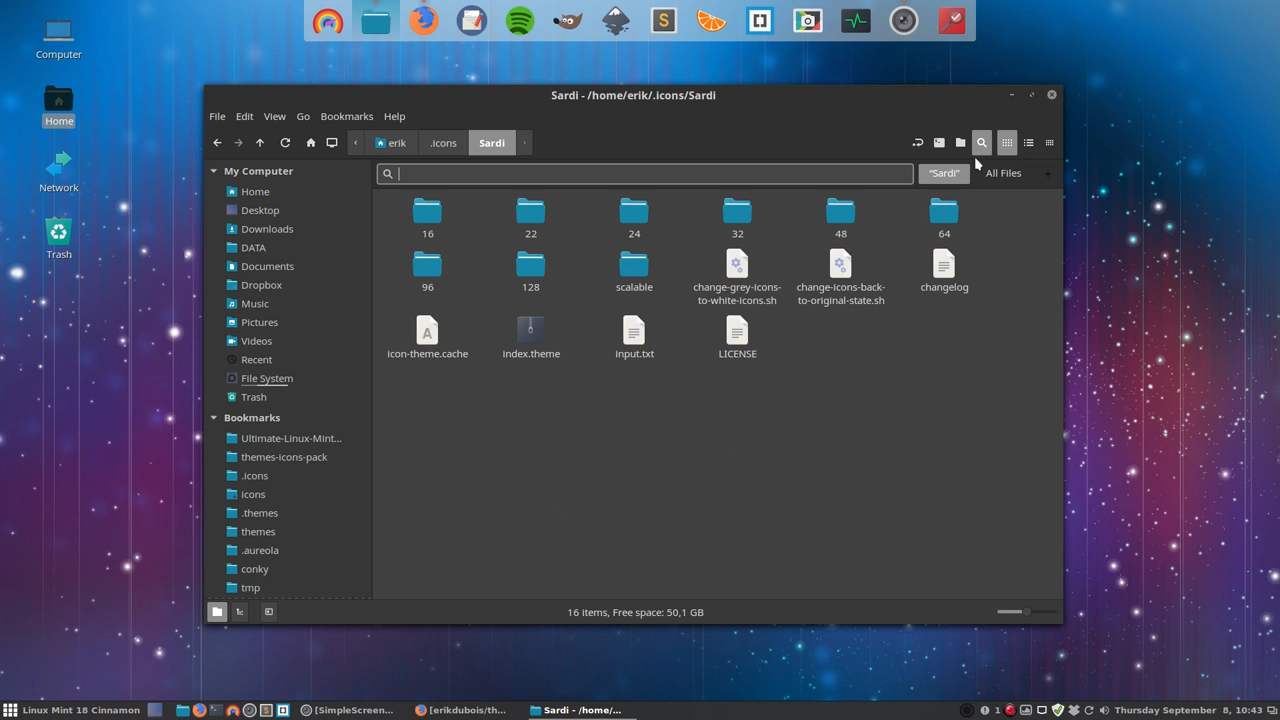 Computer
Home
Network
Trash
Sardi - /home/erik/.icons/Sardi
File Edit View Go Bookmarks Help
erik .icons Sardi
"Sardi" All Files
My Computer
Home
Desktop
Downloads
DATA
Documents
Dropbox
Music
Pictures
Videos
Recent
File System
Trash
Bookmarks
Ultimate-Linux-Mint...
themes-icons-pack
.icons
icons
.themes
themes
.aureola
conky
tmp
16 22 24 32 48 64
96 128 scalable change-grey-icons- change-icons-back- changelog
to-white-icons.sh to-original-state.sh
icon-theme.cache index.theme input.txt LICENSE
16 items, Free space: 50,1 GB
Linux Mint 18 Cinnamon [SimpleScreen... [erikdubois/th... Sardi - /home/... 1 Thursday September 8, 10:43